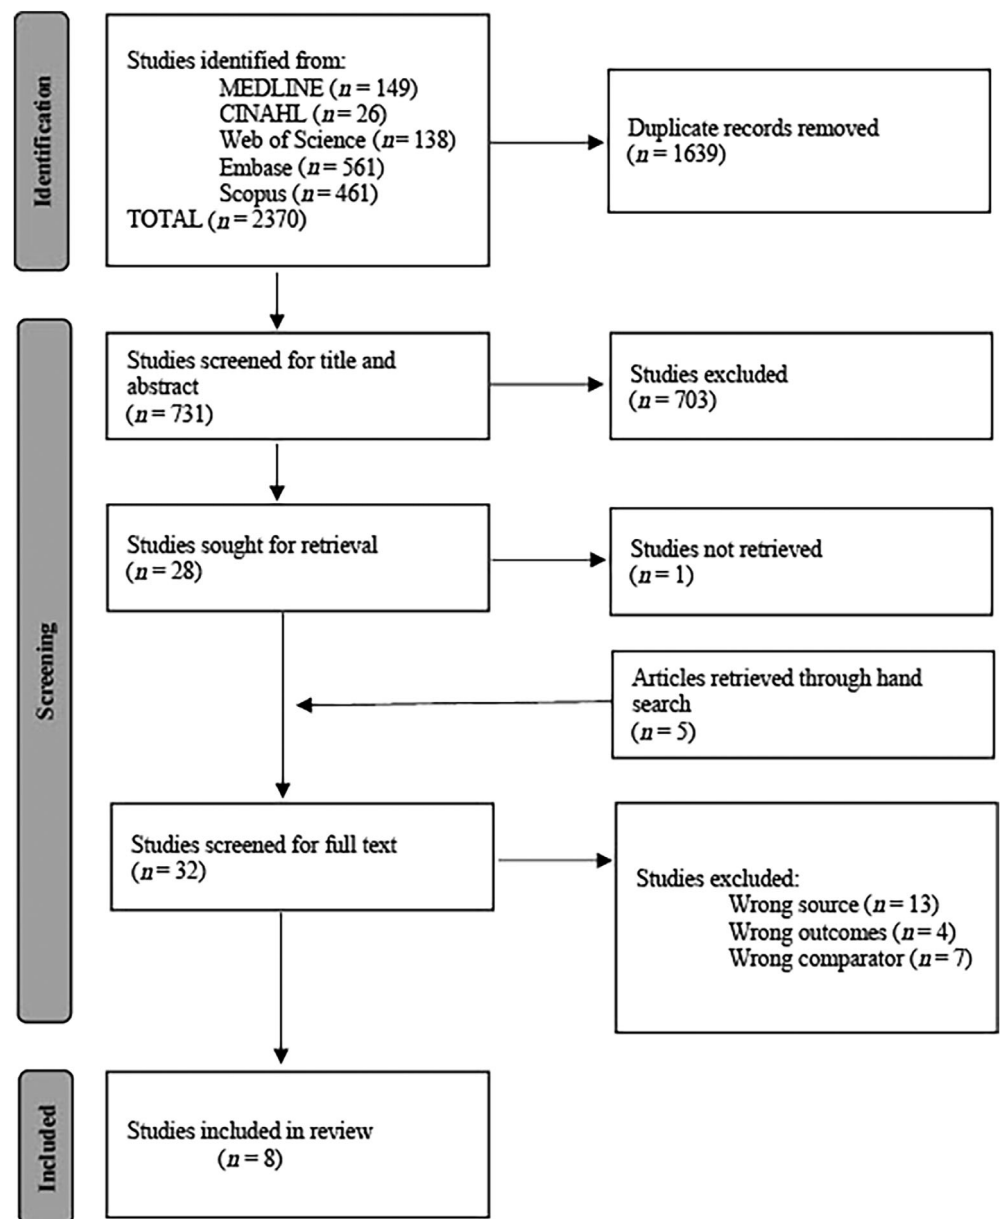 Identification
Studies identified from:
MEDLINE (n = 149)
CINAHL (n = 26)
Web of Science (n= 138)
Embase (n = 561)
Scopus (n = 461)
TOTAL (n = 2370)
Duplicate records removed
(n = 1639)
Screening
Studies screened for title and
abstract
(n = 731)
Studies excluded
(n = 703)
Studies sought for retrieval
(n = 28)
Studies not retrieved
(n = 1)
Articles retrieved through hand
search
(n = 5)
Studies screened for full text
(n = 32)
Studies excluded:
Wrong source (n = 13)
Wrong outcomes (n = 4)
Wrong comparator (n = 7)
Included
Studies included in review
(n = 8)